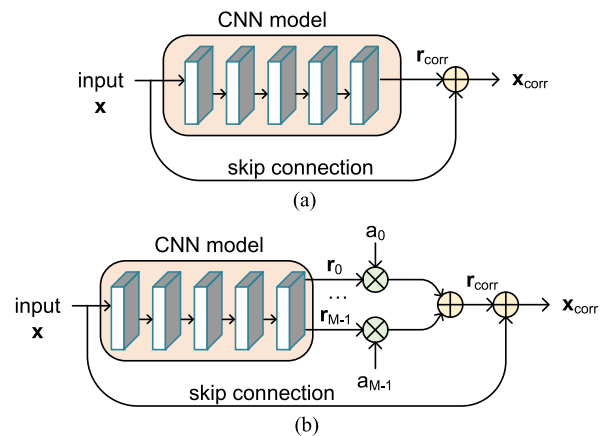 CNN model
input
x
r_corr
x_corr
skip connection
(a)
CNN model
a_0
r_0
input
x
...
r_corr
x_corr
r_M-1
a_M-1
skip connection
(b)